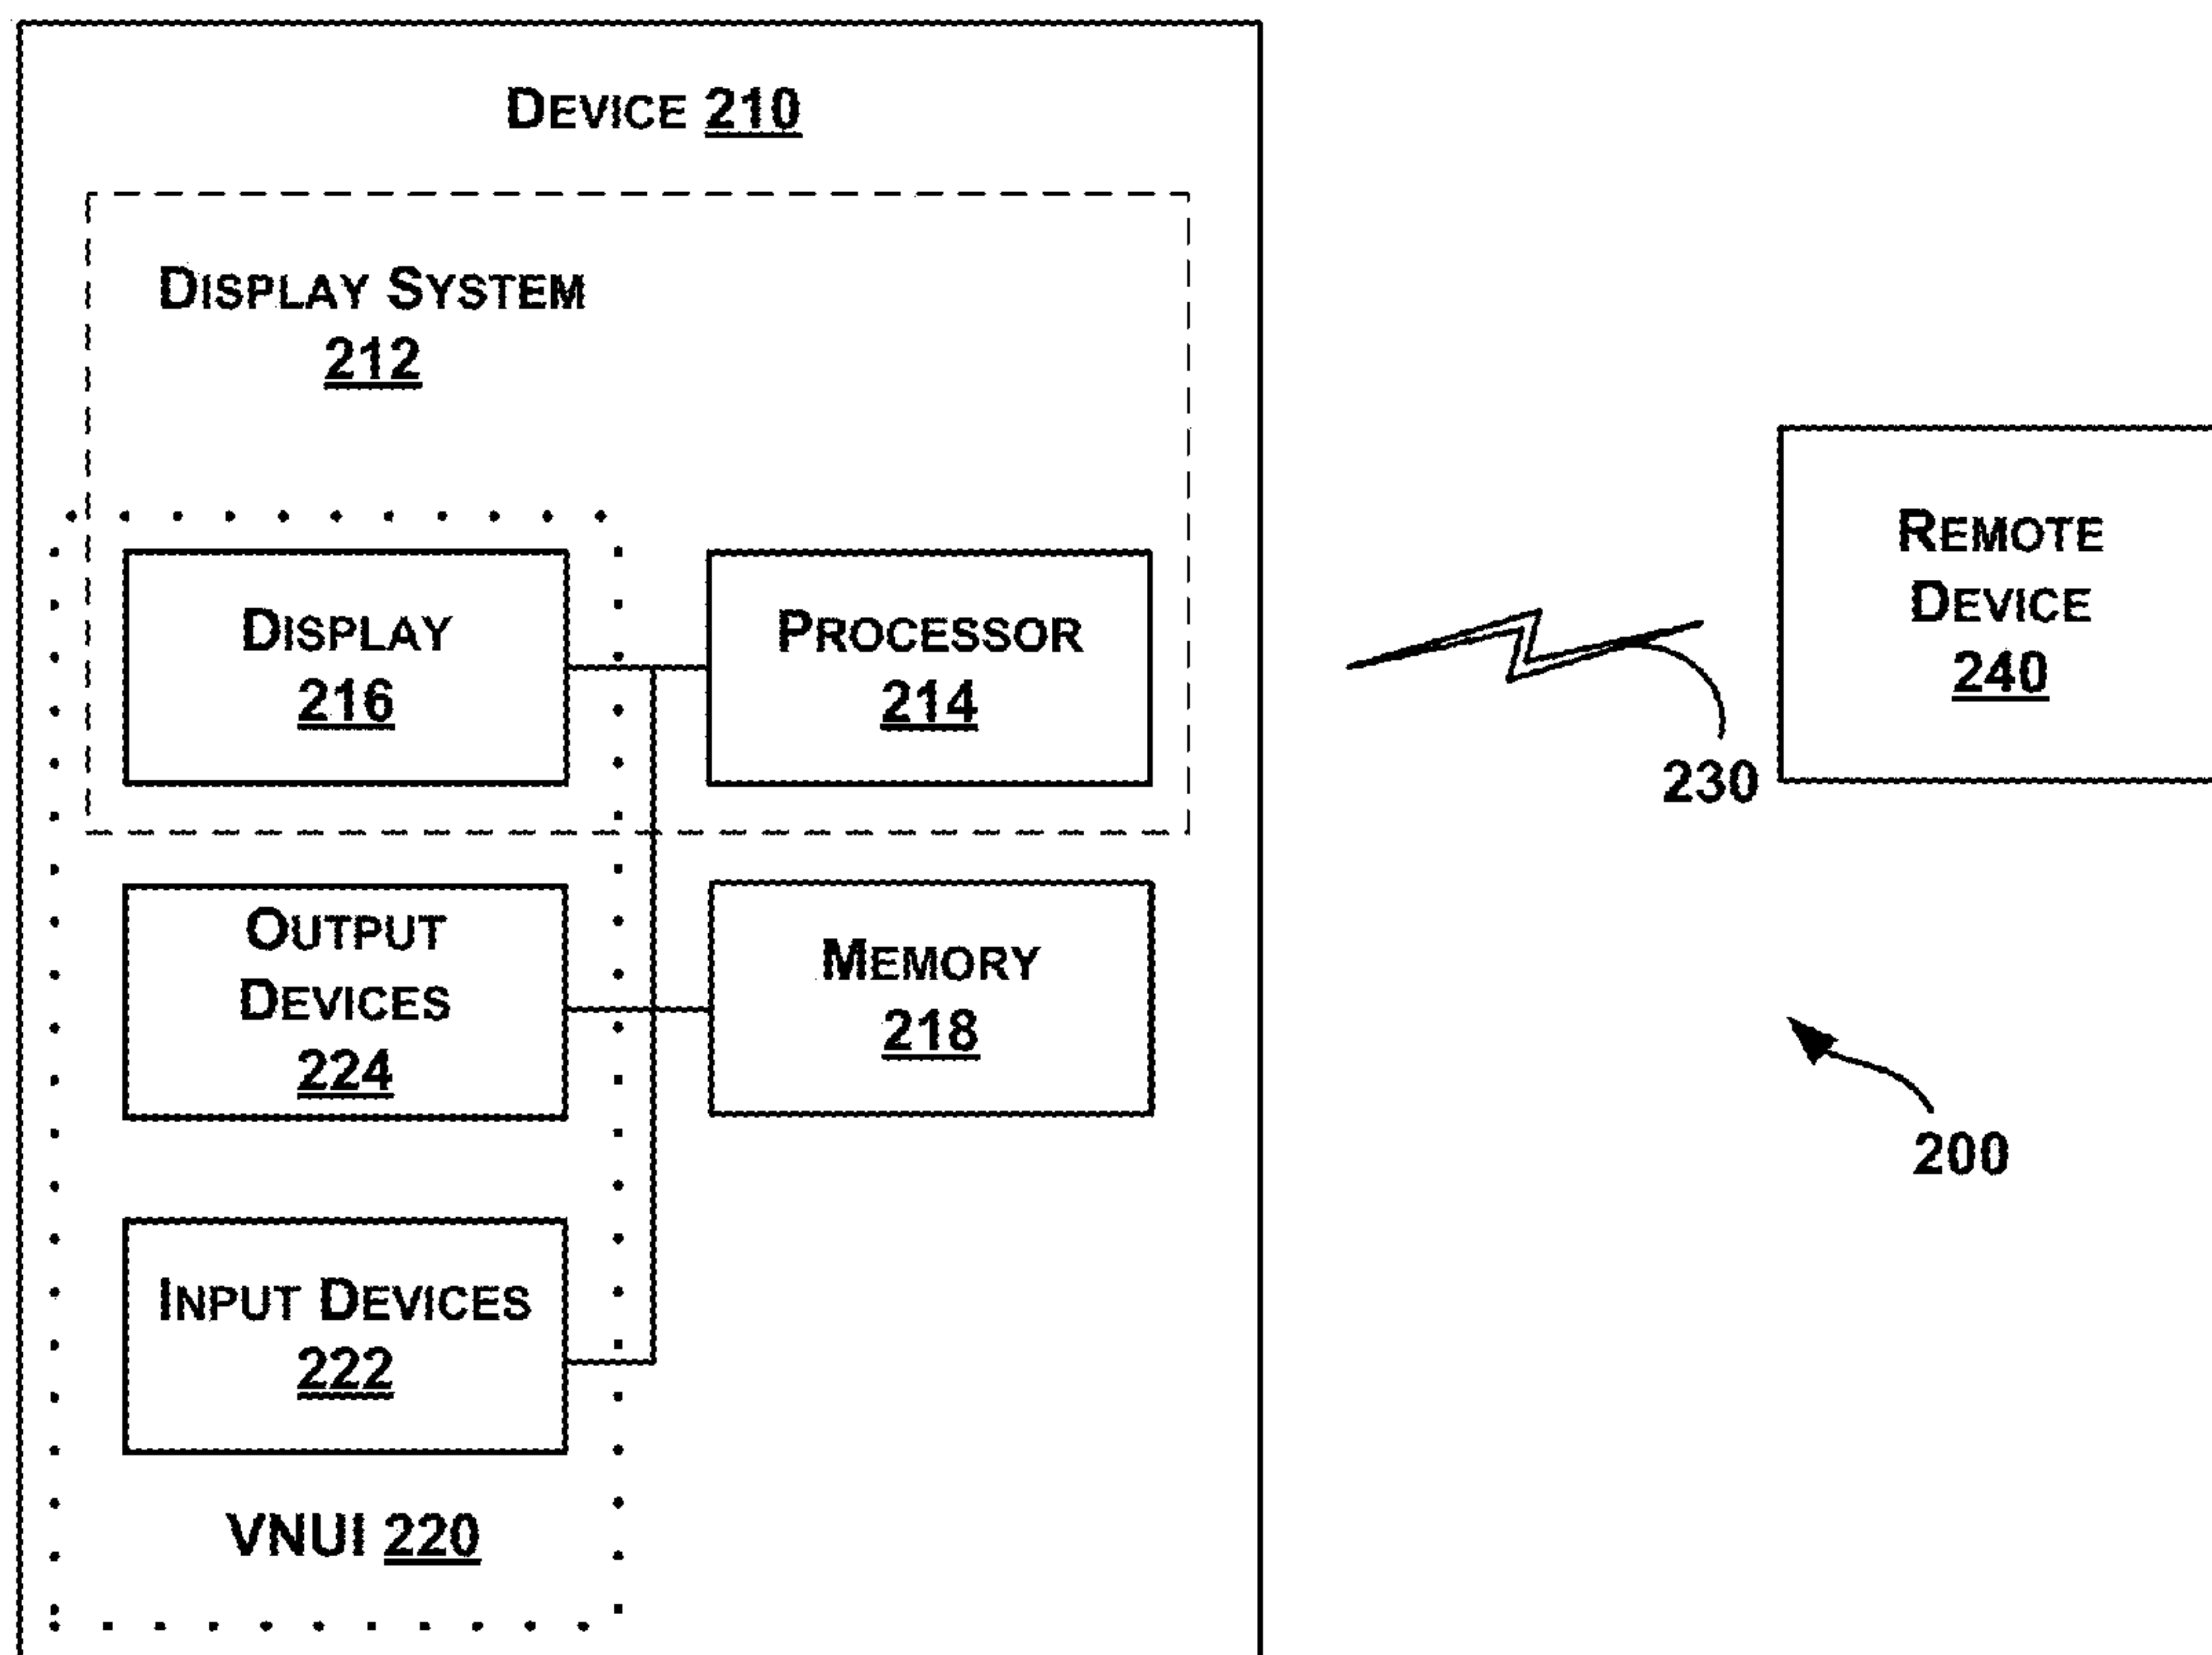 DEVICE 210
DISPLAY SYSTEM
212
DISPLAY
216
PROCESSOR
214
OUTPUT
DEVICES
224
MEMORY
218
INPUT DEVICES
222
VNUI 220
230
REMOTE
DEVICE
240
200